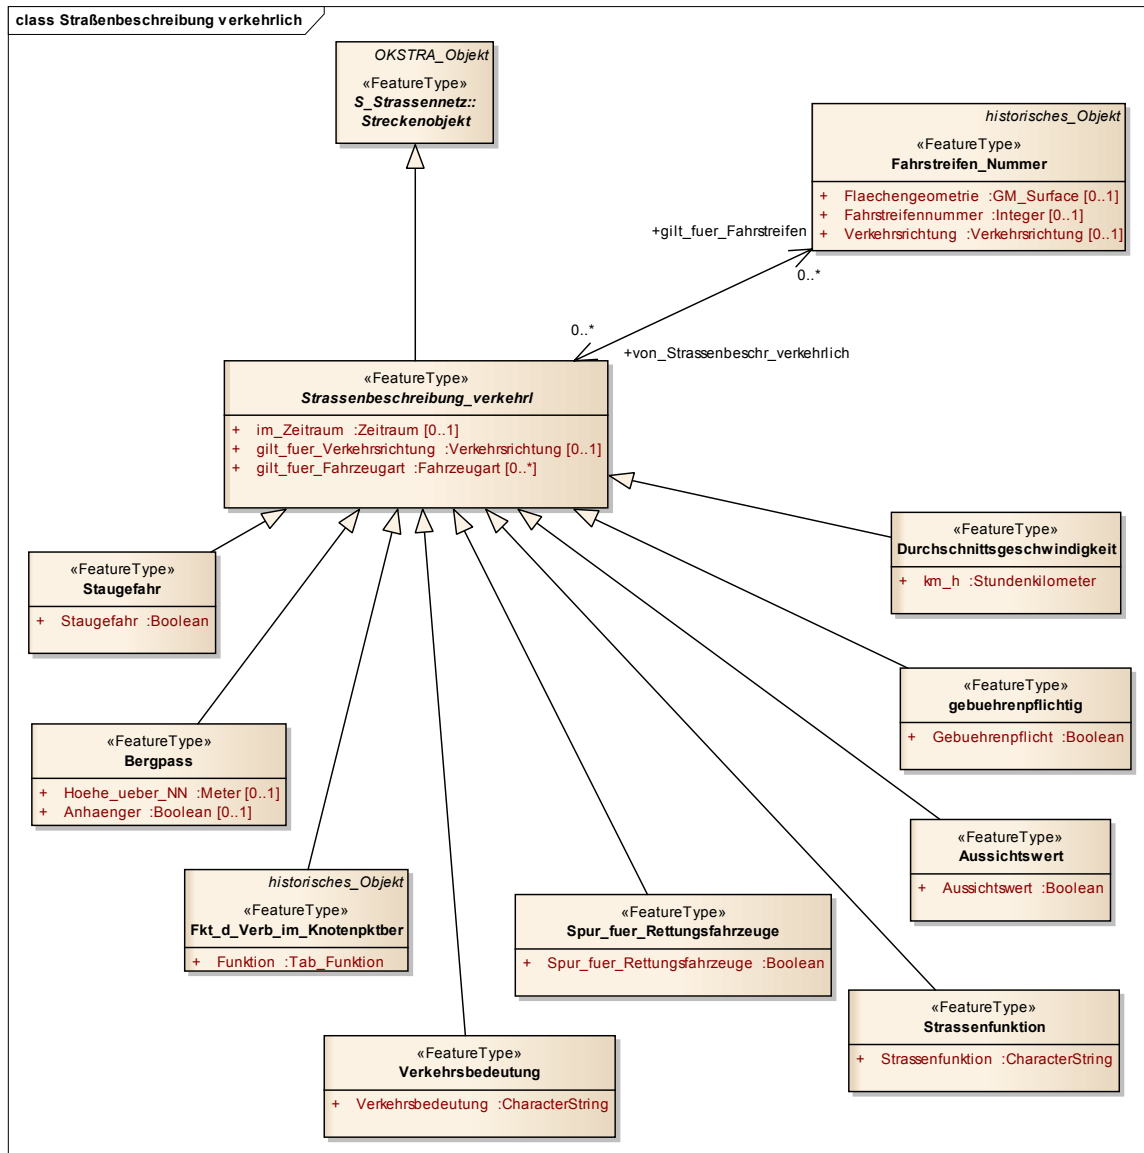 class Straßenbeschreibung verkehrlich
OKSTRA_Objekt
«FeatureType»
S_Strassennetz::
Streckenobjekt
historisches_Objekt
«FeatureType»
Fahrstreifen_Nummer
+ Flaechengeometrie :GM_Surface [0..1]
+ Fahrstreifennummer :Integer [0..1]
+ Verkehrsrichtung :Verkehrsrichtung [0..1]
+gilt_fuer_Fahrstreifen
0..*
0..*
+von_Strassenbeschr_verkehrlich
«FeatureType»
Strassenbeschreibung_verkehrl
+ im_Zeitraum :Zeitraum [0..1]
+ gilt_fuer_Verkehrsrichtung :Verkehrsrichtung [0..1]
+ gilt_fuer_Fahrzeugart :Fahrzeugart [0..*]
«FeatureType»
Durchschnittsgeschwindigkeit
+ km_h :Stundenkilometer
«FeatureType»
Staugefahr
+ Staugefahr :Boolean
«FeatureType»
gebuehrenpflichtig
+ Gebuehrenpflicht :Boolean
«FeatureType»
Bergpass
+ Hoehe_ueber_NN :Meter [0..1]
+ Anhaenger :Boolean [0..1]
«FeatureType»
Aussichtswert
+ Aussichtswert :Boolean
historisches_Objekt
«FeatureType»
Fkt_d_Verb_im_Knotenpktber
+ Funktion :Tab_Funktion
«FeatureType»
Spur_fuer_Rettungsfahrzeuge
+ Spur_fuer_Rettungsfahrzeuge :Boolean
«FeatureType»
Strassenfunktion
+ Strassenfunktion :CharacterString
«FeatureType»
Verkehrsbedeutung
+ Verkehrsbedeutung :CharacterString